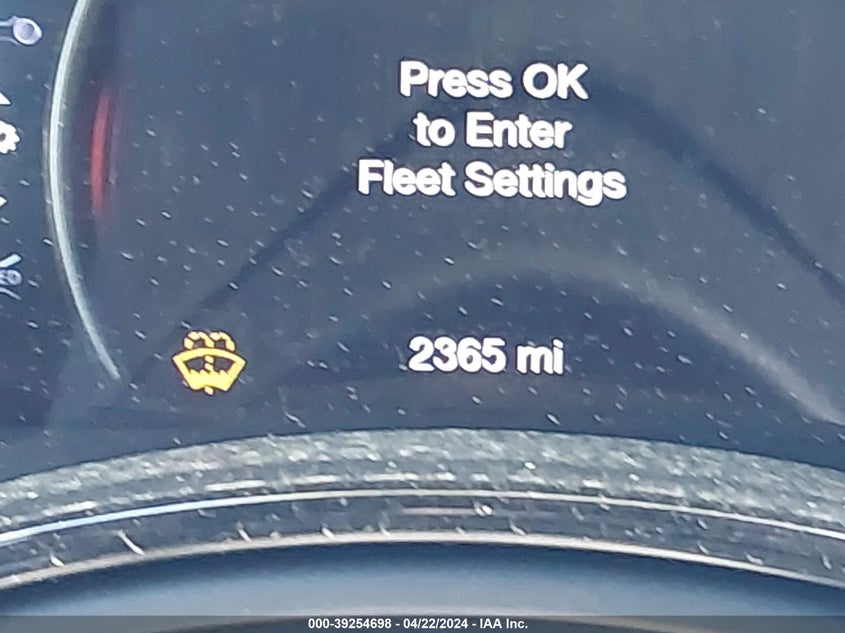 Press OK
to Enter
Fleet Settings
2365 mi
000-39254698 - 04/22/2024 - IAA Inc.